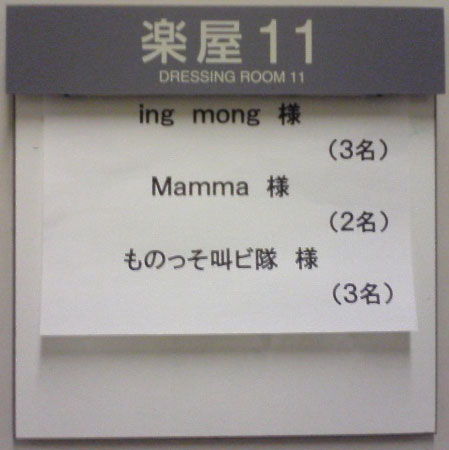 楽屋11
DRESSING ROOM 11
ing mong 様
(3名)
Mamma 様
(2名)
ものっそ叫ビ隊 様
(3名)